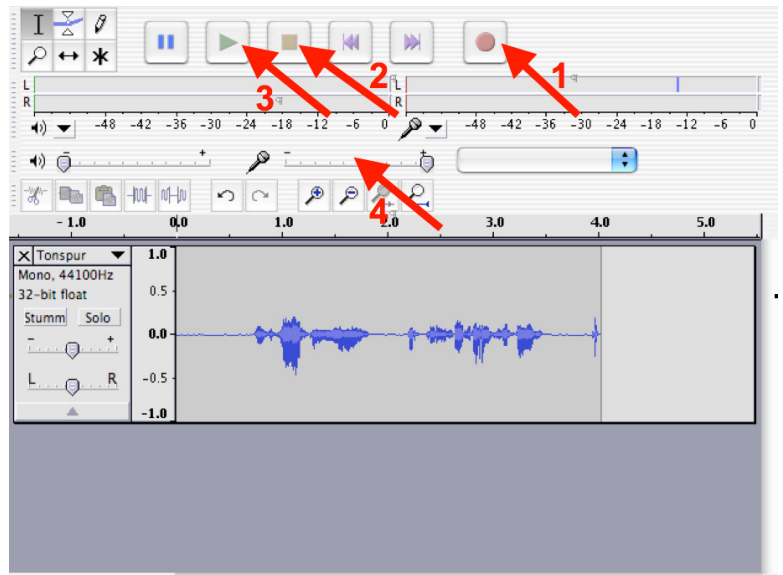 1
2
3
L
R
L
R
-48 -42 -36 -30 -24 -18 -12 -6 0
-48 -42 -36 -30 -24 -18 -12 -6 0
- +
- +
4
- 1.0 0,0 1.0 2.0 3.0 4.0 5.0
X Tonspur
Mono, 44100Hz
32-bit float
Stumm Solo
- +
L R
1.0
0.5
0.0
-0.5
-1.0